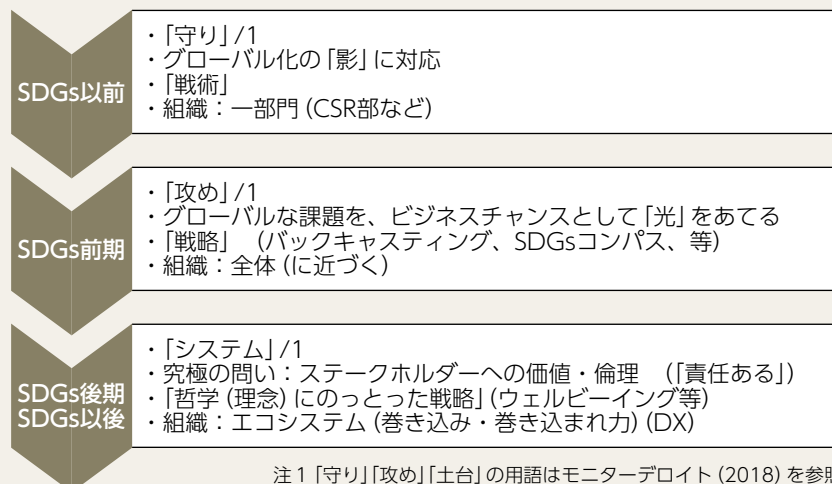 SDGs以前
・「守り」/1
・グローバル化の「影」に対応
・「戦術」
・組織：一部門（CSR部など）
SDGs前期
・「攻め」/1
・グローバルな課題を、ビジネスチャンスとして「光」をあてる
・「戦略」（バックキャスティング、SDGsコンパス、等）
・組織：全体（に近づく）
SDGs後期
SDGs以後
・「システム」/1
・究極の問い：ステークホルダーへの価値・倫理 （「責任ある」）
・「哲学（理念）にのっとった戦略」（ウェルビーイング等）
・組織：エコシステム（巻き込み・巻き込まれ力）（DX）
注1「守り」「攻め」「土台」の用語はモニターデロイト（2018）を参照